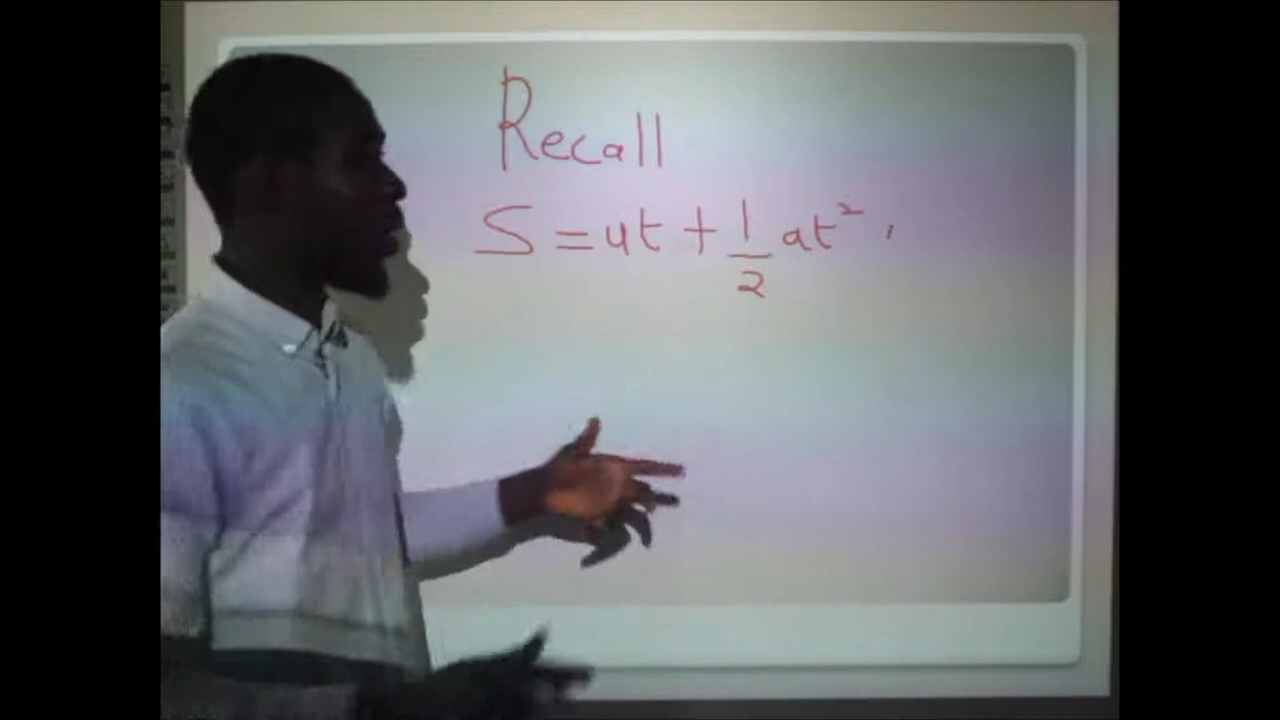 Recall
S = ut + 1/2 at²